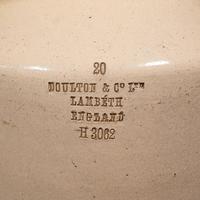 20
DOULTON & Co LTD
LAMBETH
ENGLAND
H 3062